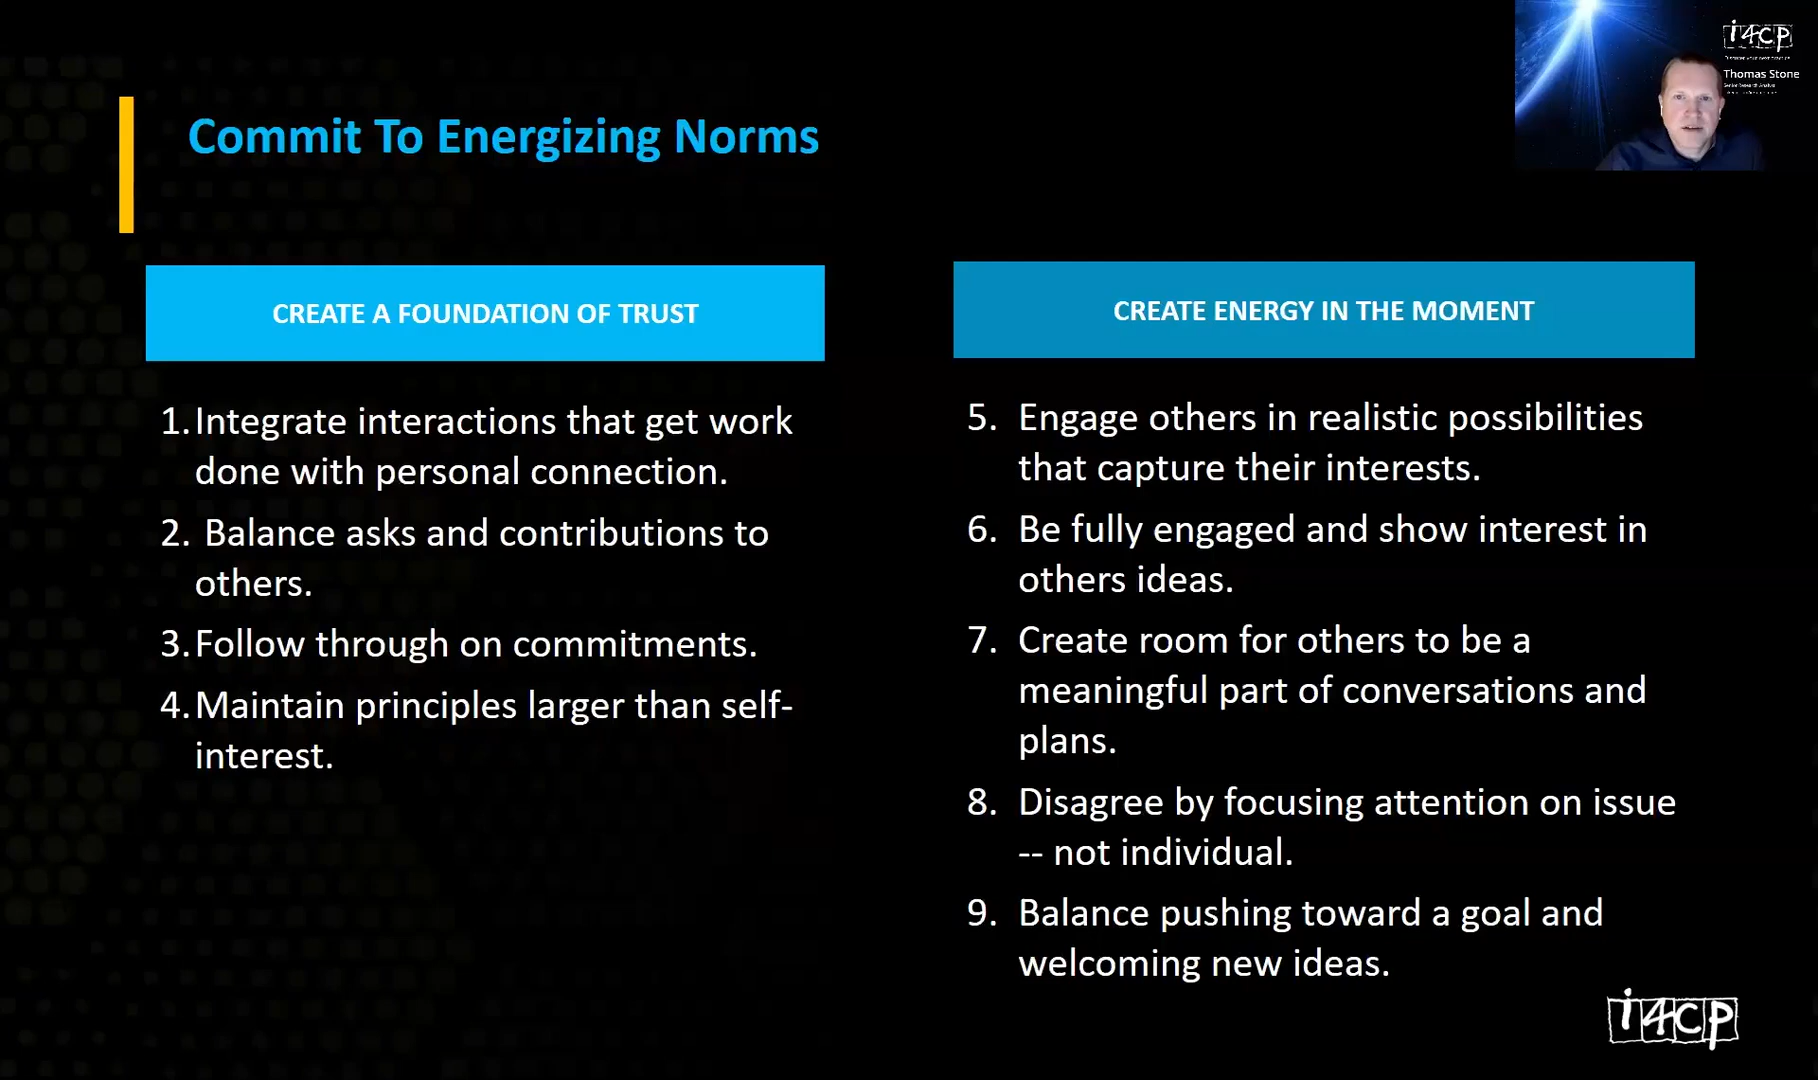 i4cp
Thomas Stone
Senior Research Analyst
Commit To Energizing Norms
CREATE A FOUNDATION OF TRUST
1. Integrate interactions that get work
done with personal connection.
2. Balance asks and contributions to
others.
3. Follow through on commitments.
4. Maintain principles larger than self-
interest.
CREATE ENERGY IN THE MOMENT
5. Engage others in realistic possibilities
that capture their interests.
6. Be fully engaged and show interest in
others ideas.
7. Create room for others to be a
meaningful part of conversations and
plans.
8. Disagree by focusing attention on issue
-- not individual.
9. Balance pushing toward a goal and
welcoming new ideas.
i4cp